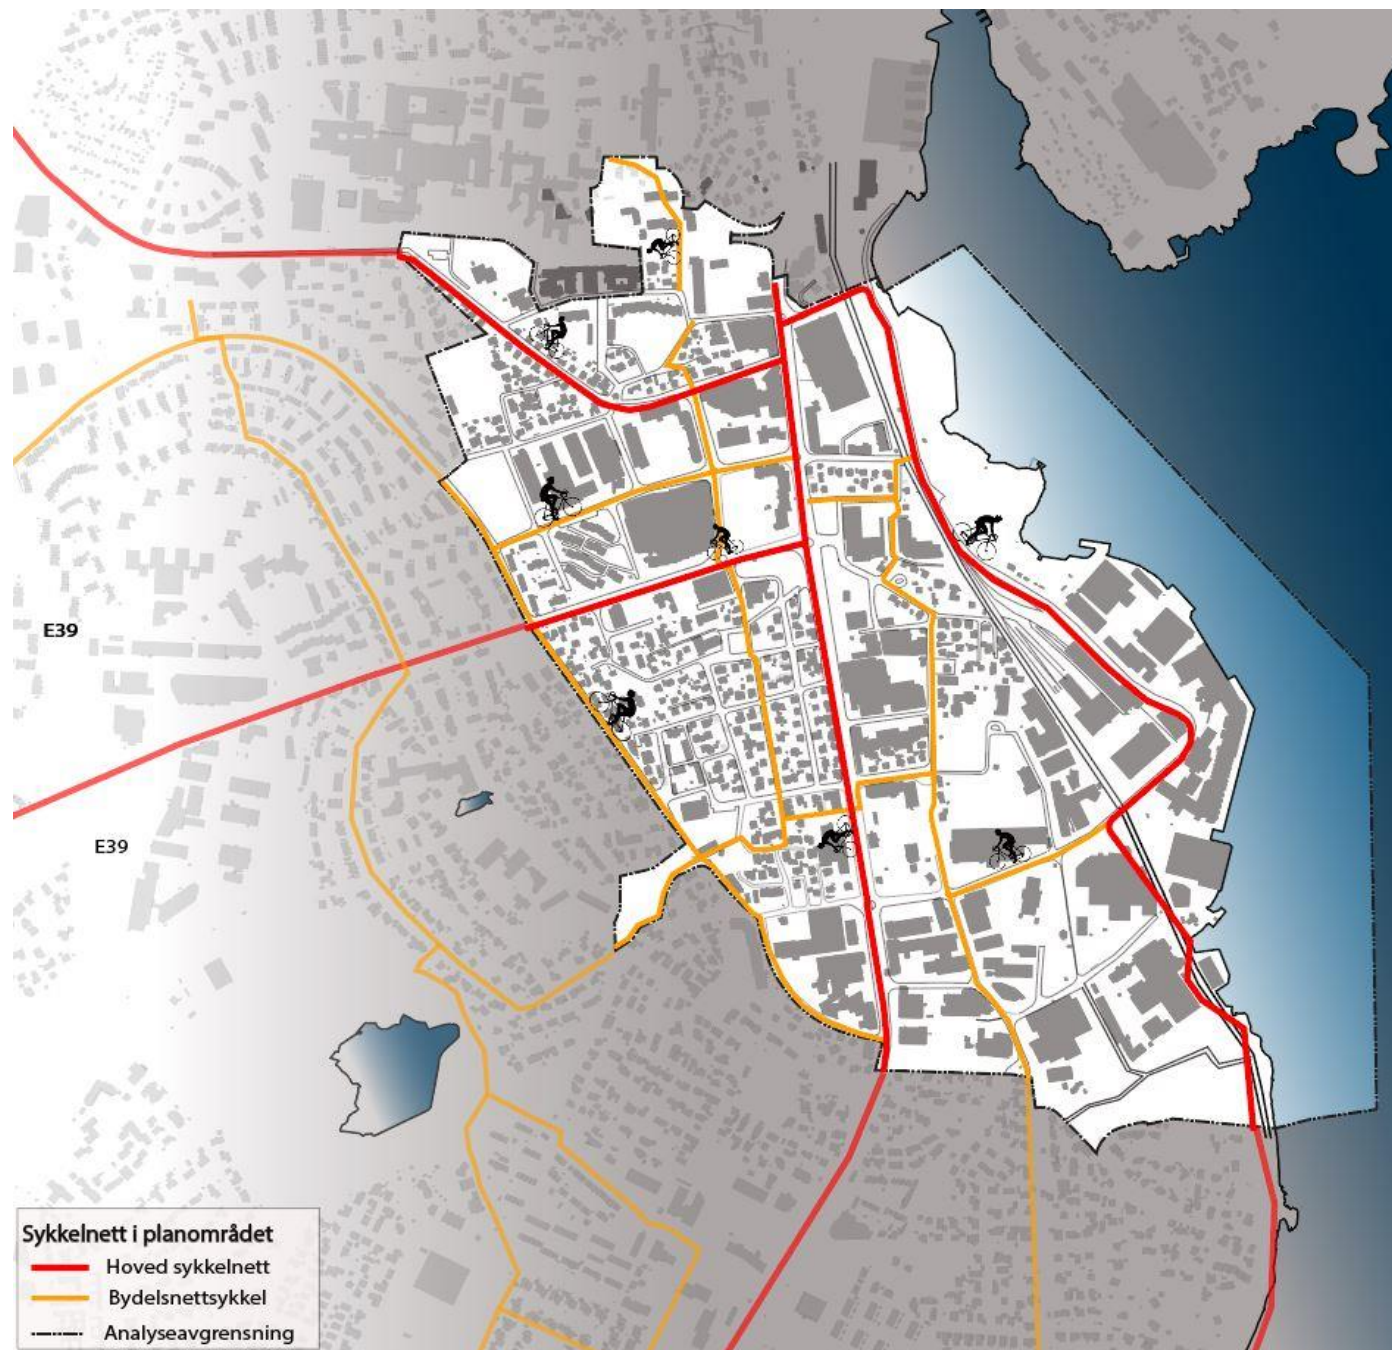 E39
E39
Sykkelnett i planområdet
Hoved sykkelnett
Bydelsnettsykkel
Analyseavgrensning